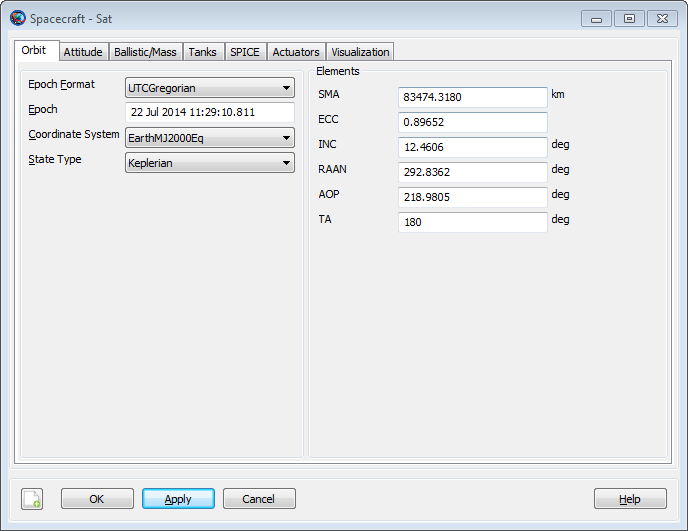 Spacecraft - Sat
Orbit Attitude Ballistic/Mass Tanks SPICE Actuators Visualization
Epoch Format UTCGregorian
Epoch 22 Jul 2014 11:29:10.811
Coordinate System EarthMJ2000Eq
State Type Keplerian
Elements
SMA 83474.3180 km
ECC 0.89652
INC 12.4606 deg
RAAN 292.8362 deg
AOP 218.9805 deg
TA 180 deg
OK Apply Cancel Help